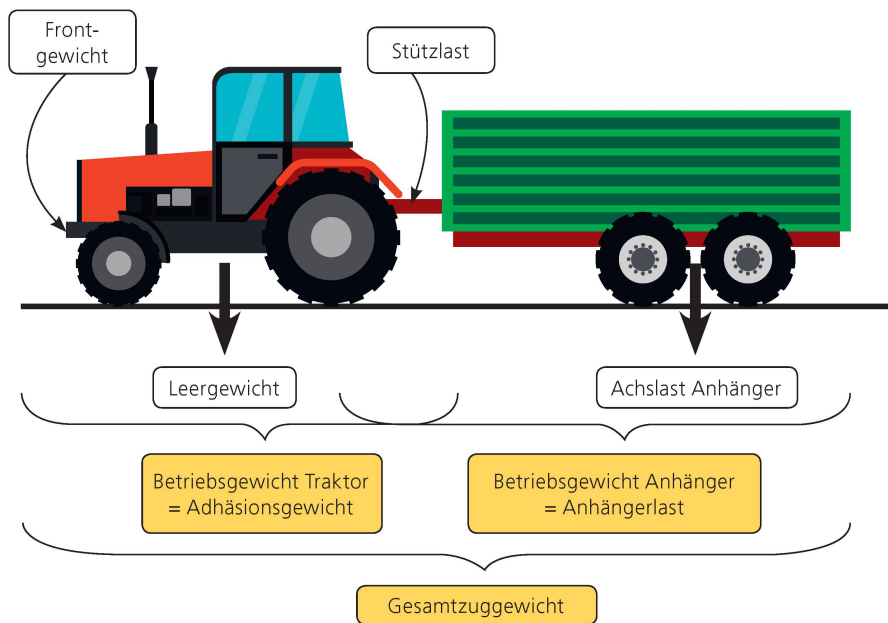 Front-
gewicht
Stützlast
Leergewicht
Achslast Anhänger
Betriebsgewicht Traktor
= Adhäsionsgewicht
Betriebsgewicht Anhänger
= Anhängerlast
Gesamtzuggewicht